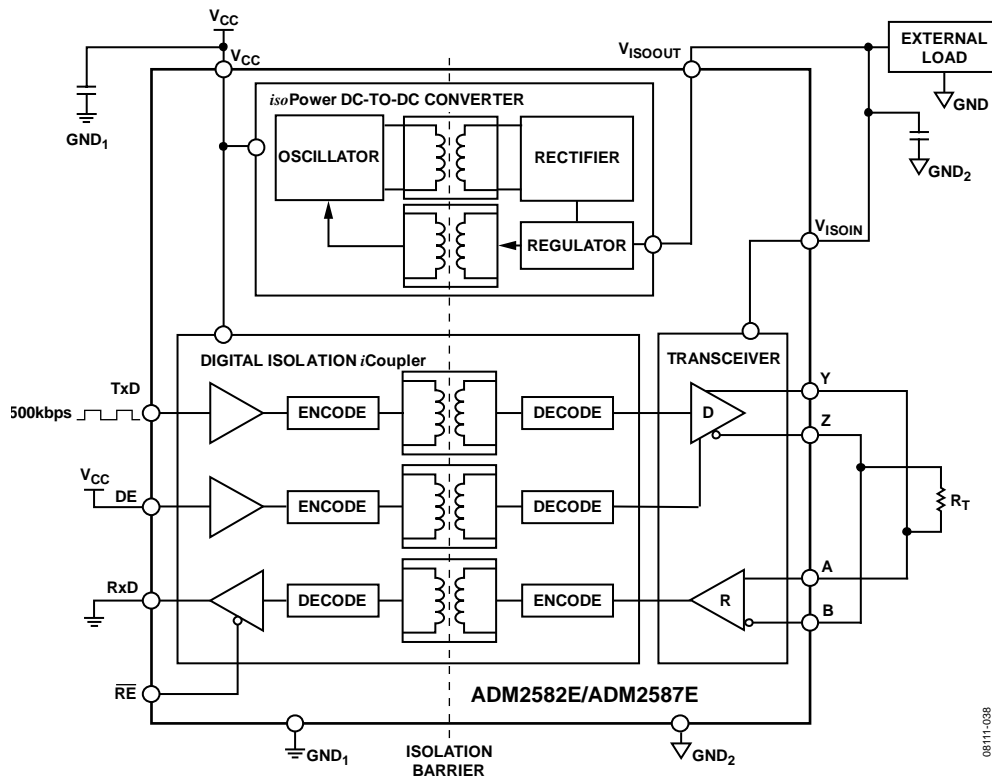 VCC
VCC
VISOOUT
EXTERNAL
LOAD
GND
GND1
GND2
isoPower DC-TO-DC CONVERTER
OSCILLATOR
RECTIFIER
REGULATOR
VISOIN
DIGITAL ISOLATION iCoupler
TRANSCEIVER
TxD
500kbps
ENCODE
DECODE
D
Y
Z
VCC
DE
ENCODE
DECODE
RT
RxD
DECODE
ENCODE
R
A
B
RE
ADM2582E/ADM2587E
GND1
ISOLATION
BARRIER
GND2
08111-038